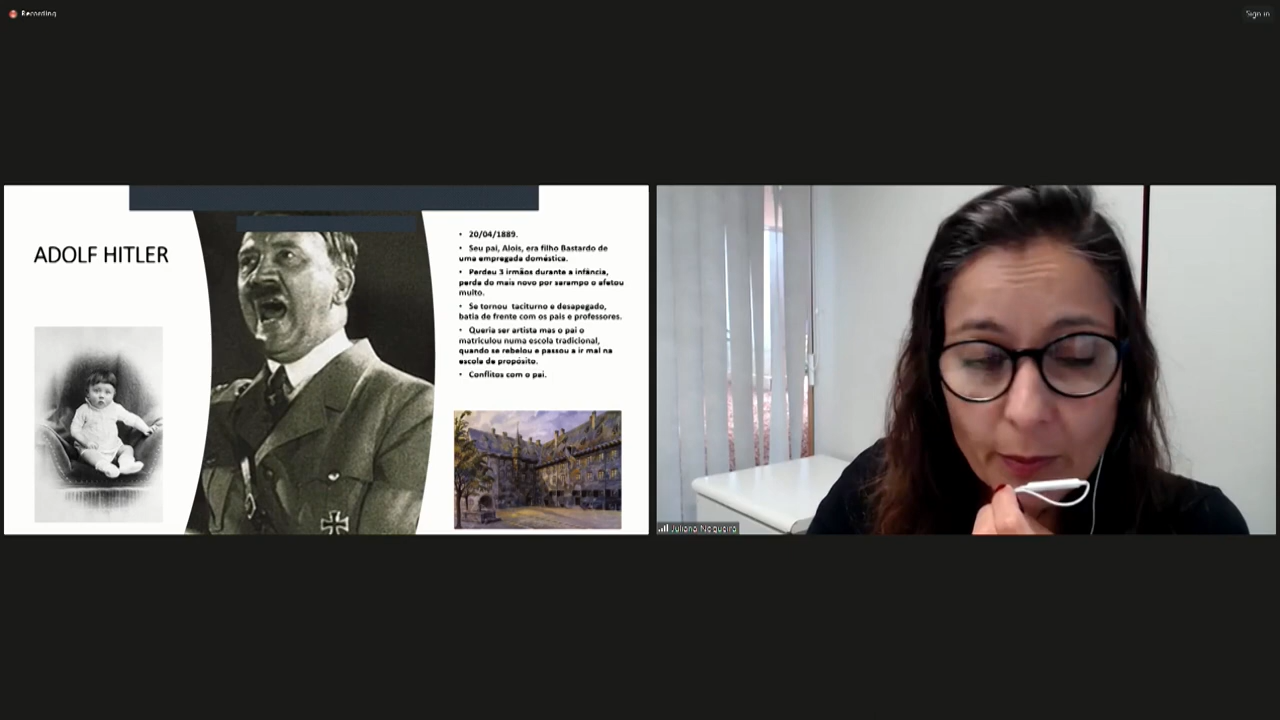 Recording
Sign in
ADOLF HITLER
• 20/04/1889.
• Seu pai, Alois, era filho Bastardo de
uma empregada doméstica.
• Perdeu 3 irmãos durante a infância,
perda do mais novo por sarampo o afetou
muito.
• Se tornou taciturno e desapegado,
batia de frente com os pais e professores.
• Queria ser artista mas o pai o
matriculou numa escola tradicional,
quando se rebelou e passou a ir mal na
escola de propósito.
• Conflitos com o pai.
Juliana Nogueira